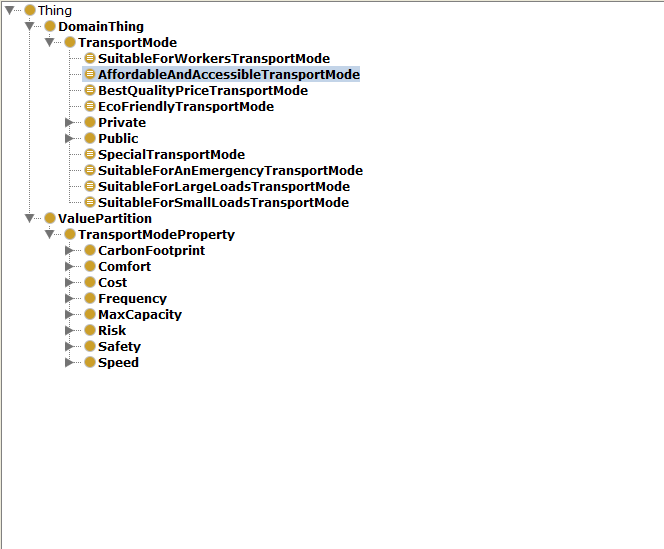 Thing
DomainThing
TransportMode
SuitableForWorkersTransportMode
AffordableAndAccessibleTransportMode
BestQualityPriceTransportMode
EcoFriendlyTransportMode
Private
Public
SpecialTransportMode
SuitableForAnEmergencyTransportMode
SuitableForLargeLoadsTransportMode
SuitableForSmallLoadsTransportMode
ValuePartition
TransportModeProperty
CarbonFootprint
Comfort
Cost
Frequency
MaxCapacity
Risk
Safety
Speed